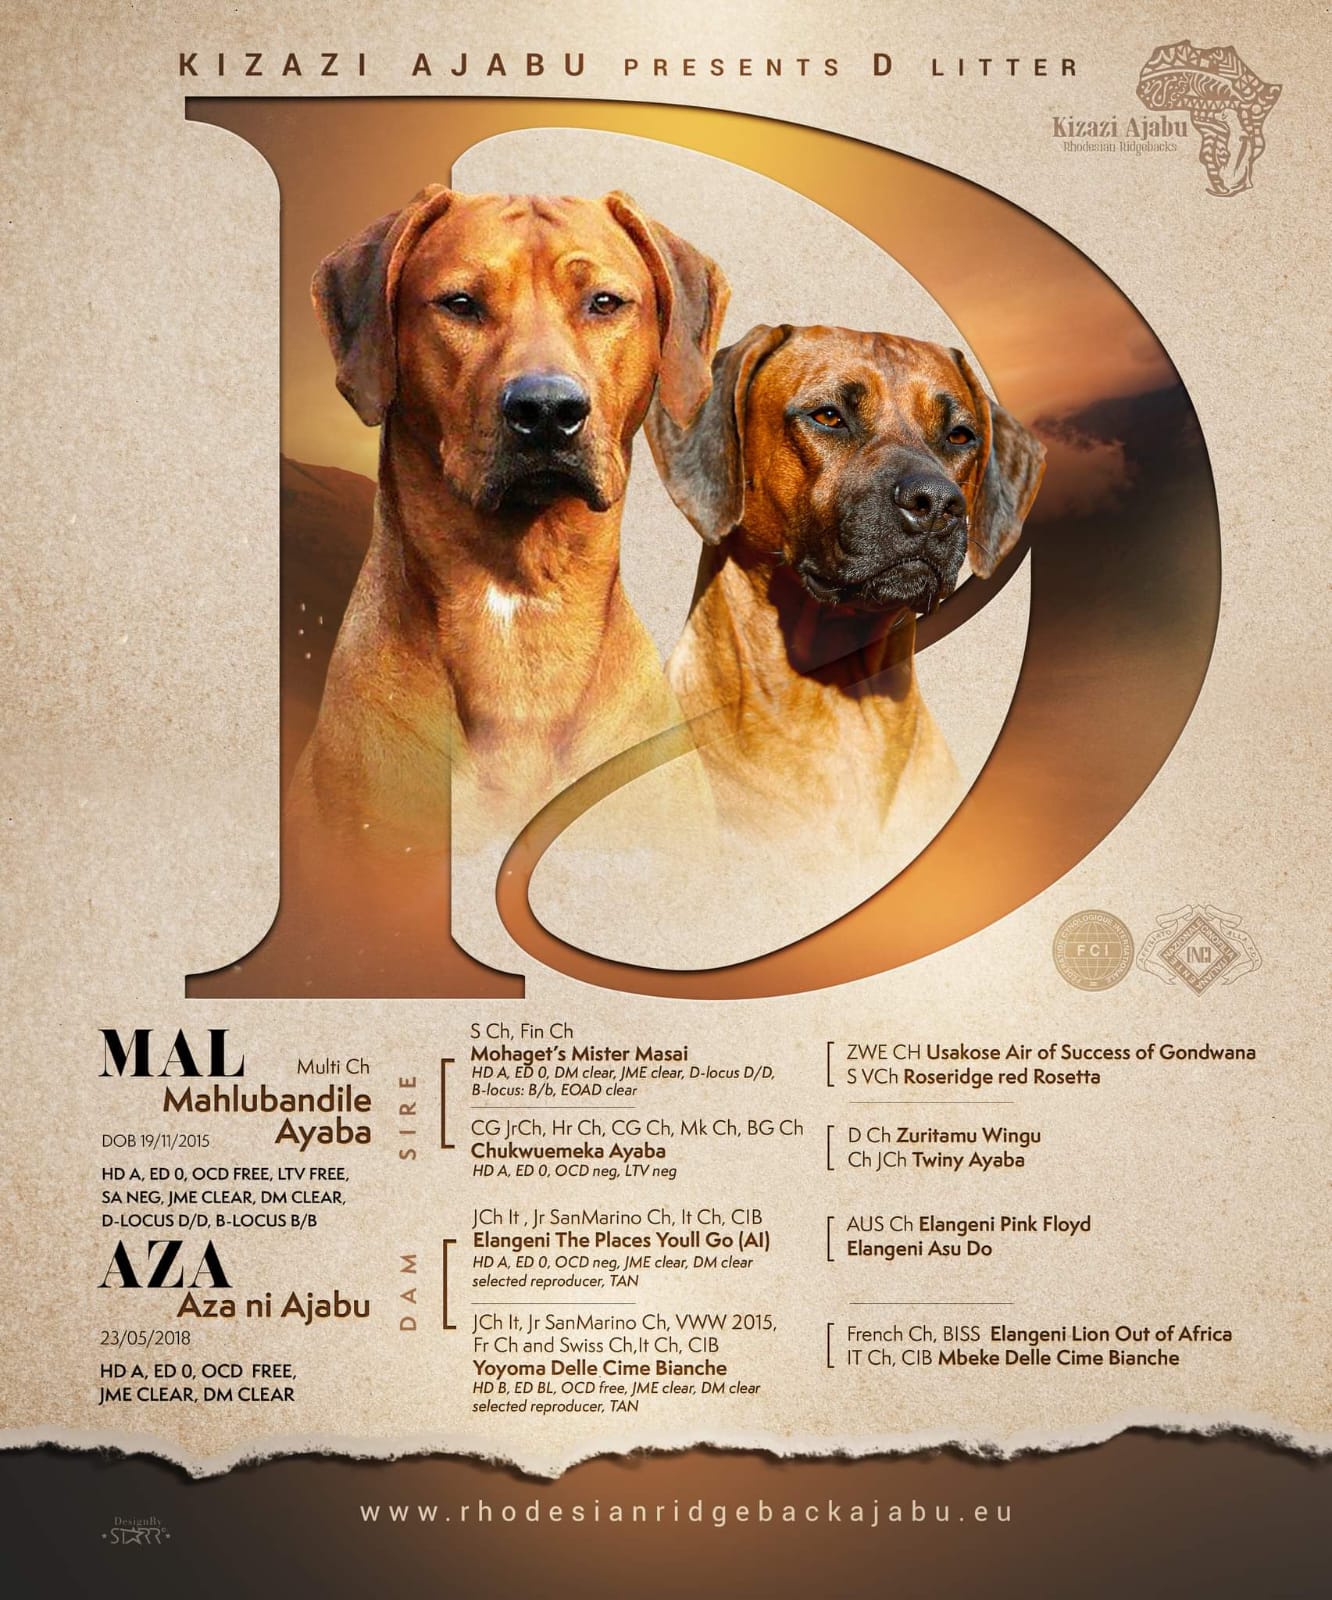 KIZAZI AJABU PRESENTS D LITTER
Kizazi Ajabu
Rhodesian Ridgebacks
D
FCI
MAL
Multi Ch
Mahlubandile
Ayaba
DOB 19/11/2015
HD A, ED 0, OCD FREE, LTV FREE,
SA NEG, JME CLEAR, DM CLEAR,
D-LOCUS D/D, B-LOCUS B/B
SIRE
S Ch, Fin Ch
Mohaget's Mister Masai
HD A, ED 0, DM clear, JME clear, D-locus D/D,
B-locus: B/b, EOAD clear
CG JrCh, Hr Ch, CG Ch, Mk Ch, BG Ch
Chukwuemeka Ayaba
HD A, ED 0, OCD neg, LTV neg
ZWE CH Usakose Air of Success of Gondwana
S VCh Roseridge red Rosetta
D Ch Zuritamu Wingu
Ch JCh Twiny Ayaba
AZA
Aza ni Ajabu
23/05/2018
HD A, ED 0, OCD FREE,
JME CLEAR, DM CLEAR
DAM
JCh It , Jr SanMarino Ch, It Ch, CIB
Elangeni The Places Youll Go (AI)
HD A, ED 0, OCD neg, JME clear, DM clear
selected reproducer, TAN
JCh It, Jr SanMarino Ch, VWW 2015,
Fr Ch and Swiss Ch,It Ch, CIB
Yoyoma Delle Cime Bianche
HD B, ED BL, OCD free, JME clear, DM clear
selected reproducer, TAN
AUS Ch Elangeni Pink Floyd
Elangeni Asu Do
French Ch, BISS Elangeni Lion Out of Africa
IT Ch, CIB Mbeke Delle Cime Bianche
www.rhodesianridgebackajabu.eu
DesignBy
STARR